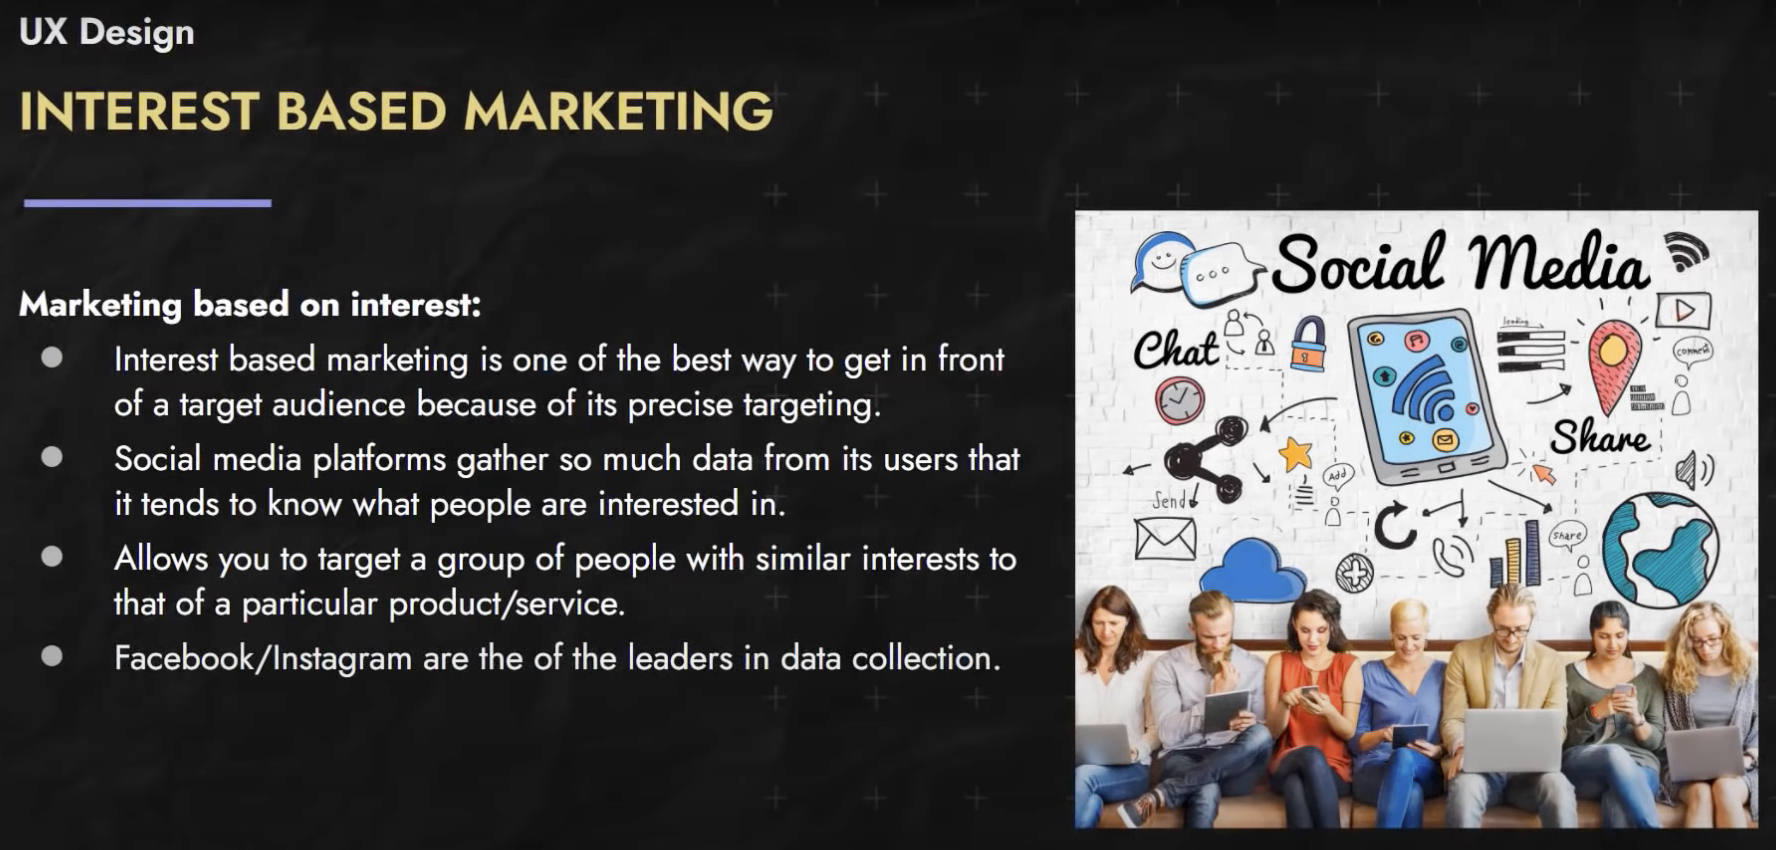 UX Design
INTEREST BASED MARKETING
Marketing based on interest:
Interest based marketing is one of the best way to get in front
of a target audience because of its precise targeting.
Social media platforms gather so much data from its users that
it tends to know what people are interested in.
Allows you to target a group of people with similar interests to
that of a particular product/service.
Facebook/Instagram are the of the leaders in data collection.
Social Media
Chat
loading
comment
Share
Add
Send
share